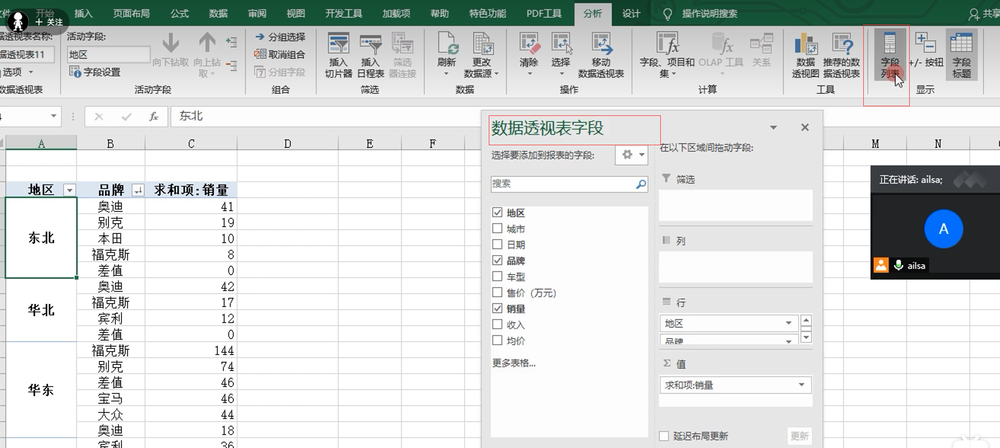 开始 插入 页面布局 公式 数据 审阅 视图 开发工具 加载项 帮助 特色功能 PDF工具 分析 设计 操作说明搜索 共享
+ 关注
据透视表名称:
据透视表11
选项
数据透视表
活动字段:
地区
字段设置
向下钻取 向上钻取
活动字段
分组选择
取消组合
分组字段
组合
插入切片器 插入日程表 筛选器连接
筛选
刷新 更改数据源
数据
清除 选择 移动数据透视表
操作
字段、项目和集 OLAP 工具 关系
计算
数据透视图 推荐的数据透视表
工具
字段列表 +/- 按钮 字段标题
显示
fx 东北
A B C D E F M N
地区 品牌 求和项:销量
东北
奥迪 41
别克 19
本田 10
福克斯 8
差值 0
华北
奥迪 42
福克斯 17
宾利 12
差值 0
华东
福克斯 144
别克 74
差值 46
宝马 46
大众 44
奥迪 18
宾利 36
数据透视表字段
选择要添加到报表的字段:
搜索
地区
城市
日期
品牌
车型
售价（万元）
销量
收入
均价
更多表格...
在以下区域间拖动字段:
筛选
列
行
地区
品牌
Σ 值
求和项:销量
延迟布局更新 更新
正在讲话: ailsa;
A
ailsa